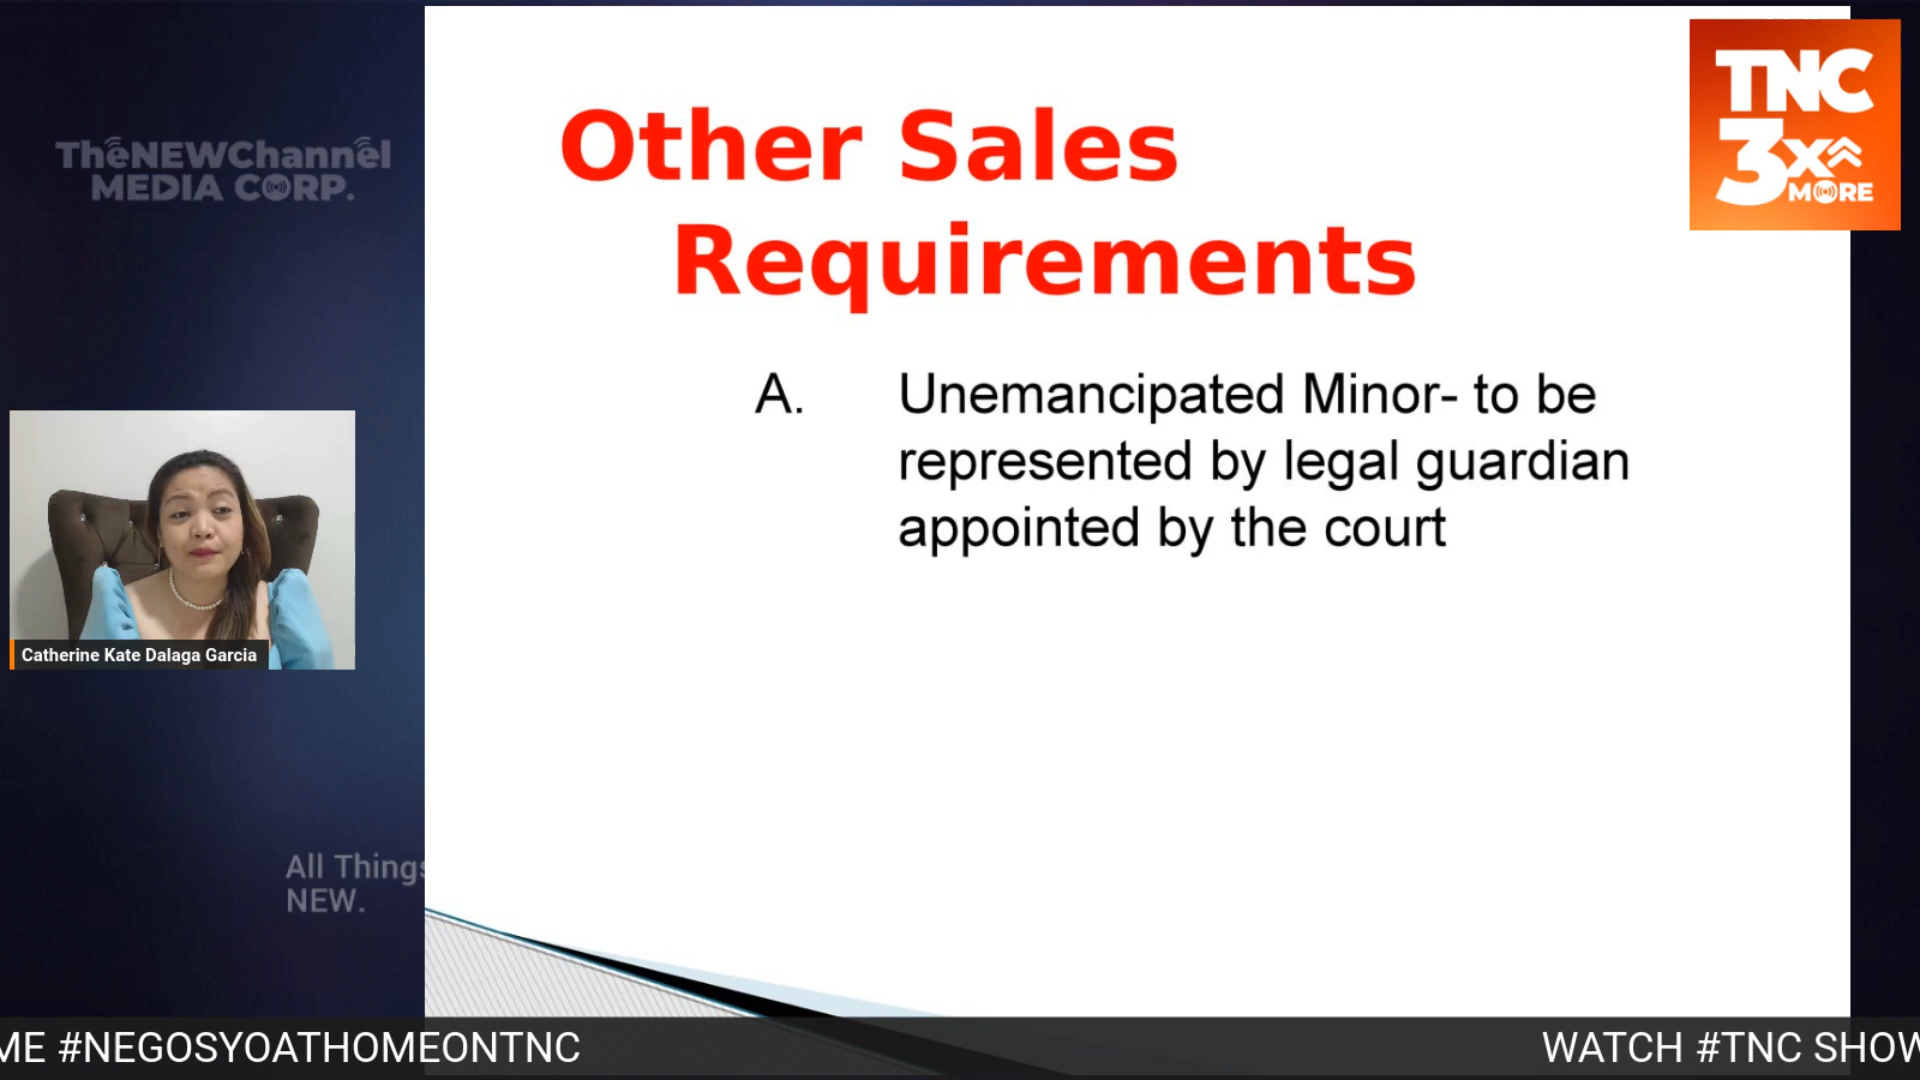 TheNEWChannel
MEDIA CORP.
TNC
3x
MORE
Other Sales
Requirements
A. Unemancipated Minor- to be
represented by legal guardian
appointed by the court
Catherine Kate Dalaga Garcia
All Things
NEW.
ME #NEGOSYOATHOMEONTNC
WATCH #TNC SHOW